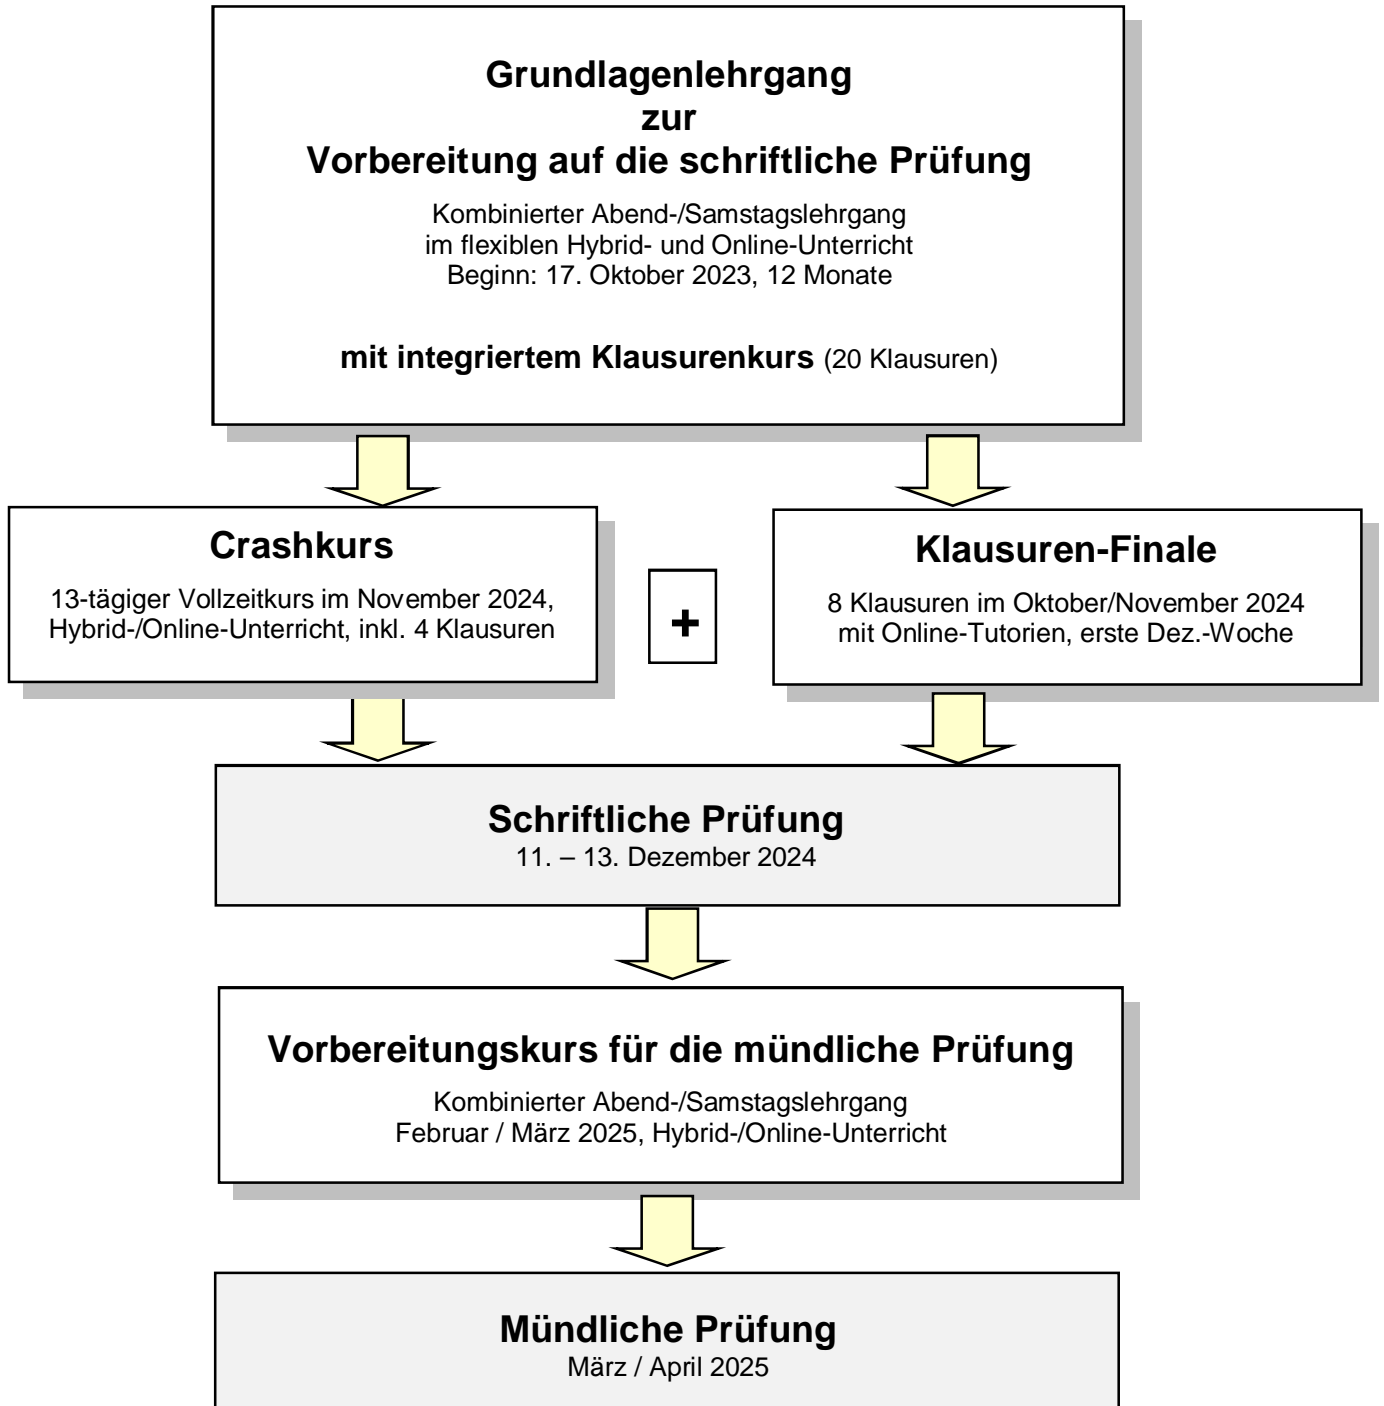 Grundlagenlehrgang
zur
Vorbereitung auf die schriftliche Prüfung
Kombinierter Abend-/Samstagslehrgang
im flexiblen Hybrid- und Online-Unterricht
Beginn: 17. Oktober 2023, 12 Monate
mit integriertem Klausurenkurs (20 Klausuren)
Crashkurs
13-tägiger Vollzeitkurs im November 2024,
Hybrid-/Online-Unterricht, inkl. 4 Klausuren
+
Klausuren-Finale
8 Klausuren im Oktober/November 2024
mit Online-Tutorien, erste Dez.-Woche
Schriftliche Prüfung
11. – 13. Dezember 2024
Vorbereitungskurs für die mündliche Prüfung
Kombinierter Abend-/Samstagslehrgang
Februar / März 2025, Hybrid-/Online-Unterricht
Mündliche Prüfung
März / April 2025